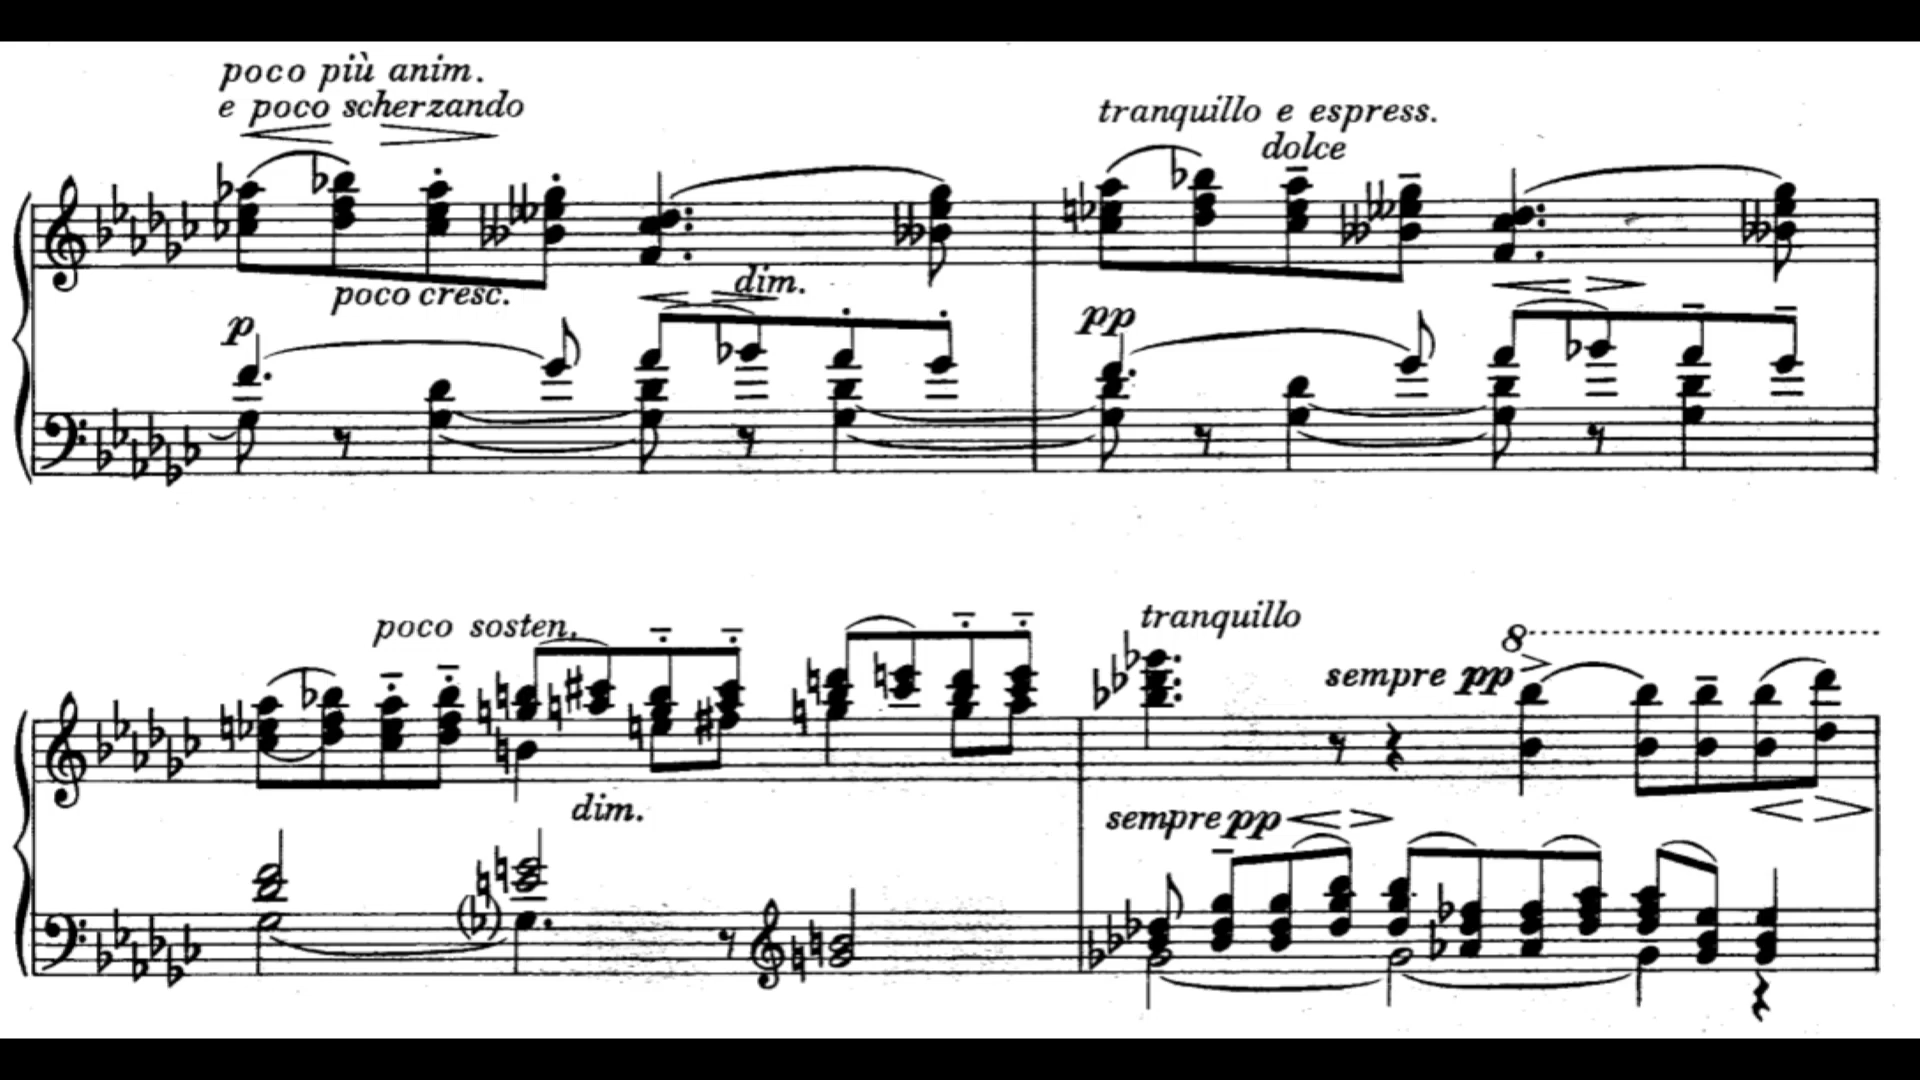 poco più anim.
e poco scherzando
tranquillo e espress.
dolce
poco cresc.
dim.
p
pp
poco sosten.
tranquillo
8
sempre pp
dim.
sempre pp